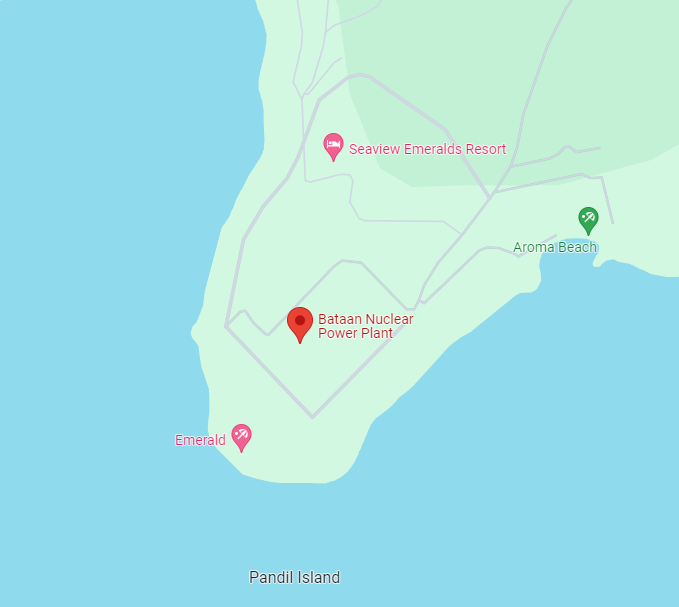 Seaview Emeralds Resort
Aroma Beach
Bataan Nuclear
Power Plant
Emerald
Pandil Island